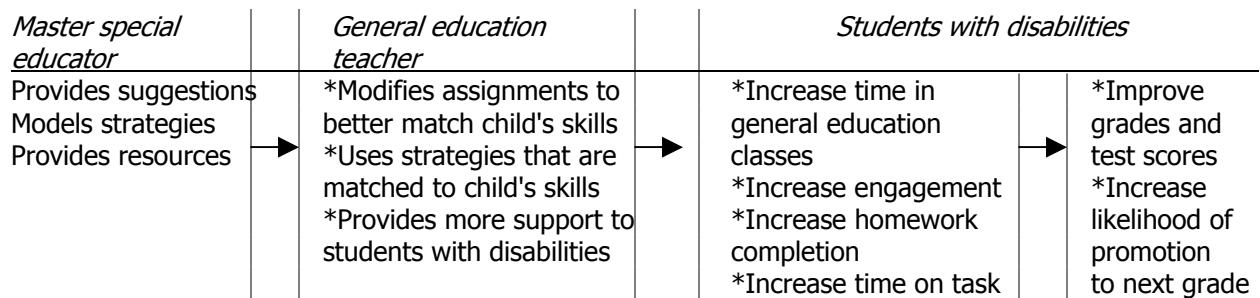 Master special
educator
General education
teacher
Students with disabilities
Provides suggestions
Models strategies
Provides resources
*Modifies assignments to
better match child's skills
*Uses strategies that are
matched to child's skills
*Provides more support to
students with disabilities
*Increase time in
general education
classes
*Increase engagement
*Increase homework
completion
*Increase time on task
*Improve
grades and
test scores
*Increase
likelihood of
promotion
to next grade